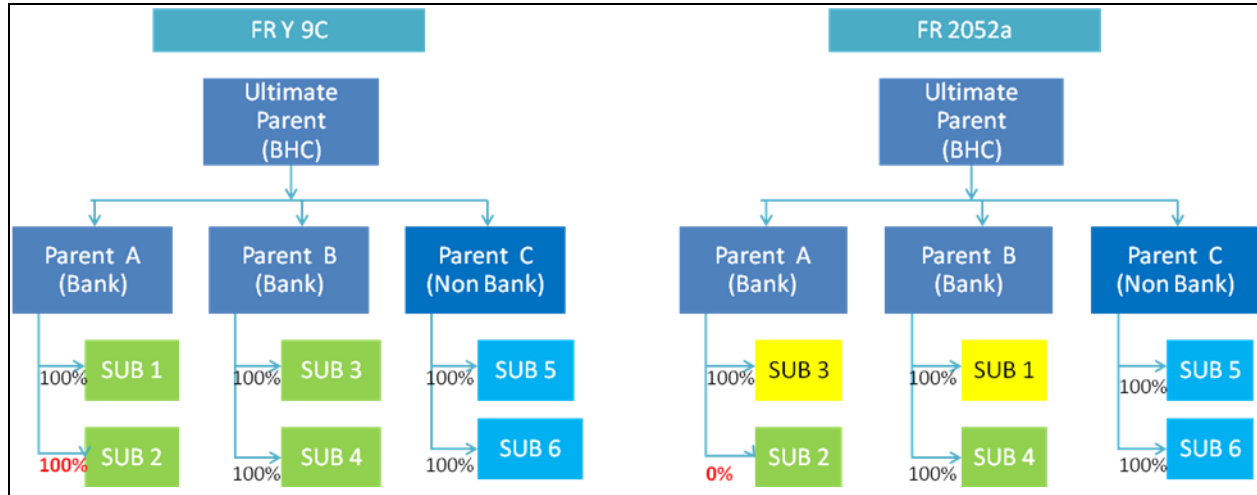 FR Y 9C
Ultimate
Parent
(BHC)
Parent A
(Bank)
Parent B
(Bank)
Parent C
(Non Bank)
100%
SUB 1
100%
SUB 3
100%
SUB 5
100%
SUB 2
100%
SUB 4
100%
SUB 6
FR 2052a
Ultimate
Parent
(BHC)
Parent A
(Bank)
Parent B
(Bank)
Parent C
(Non Bank)
100%
SUB 3
100%
SUB 1
100%
SUB 5
0%
SUB 2
100%
SUB 4
100%
SUB 6